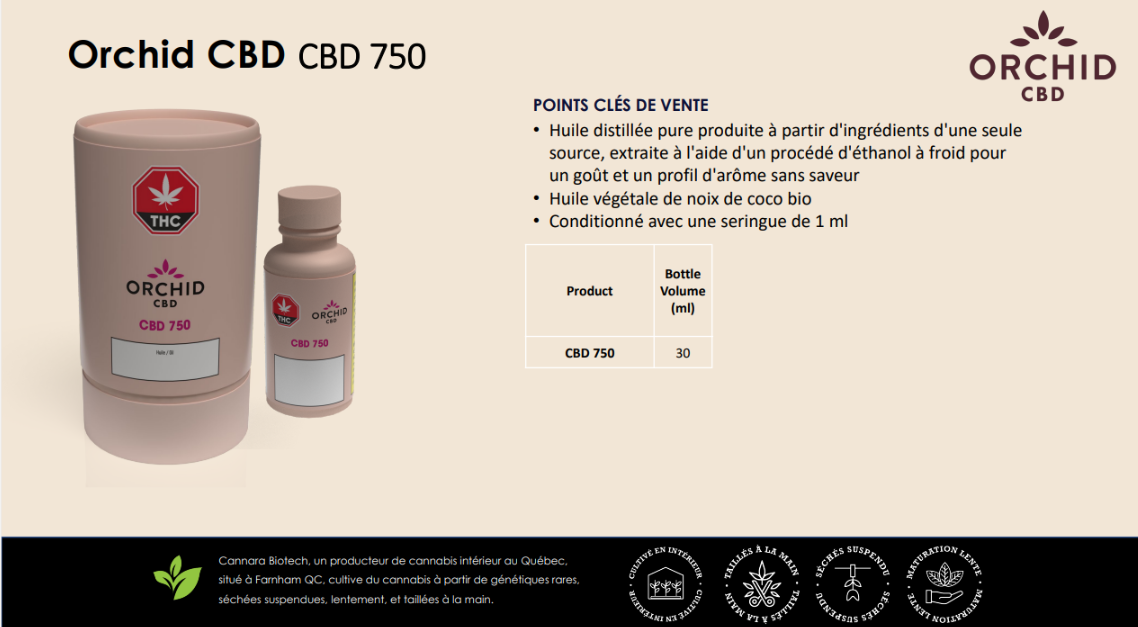 Orchid CBD CBD 750
ORCHID
CBD
POINTS CLÉS DE VENTE
• Huile distillée pure produite à partir d'ingrédients d'une seule
source, extraite à l'aide d'un procédé d'éthanol à froid pour
un goût et un profil d'arôme sans saveur
• Huile végétale de noix de coco bio
• Conditionné avec une seringue de 1 ml
Product
Bottle
Volume
(ml)
CBD 750
30
THC
ORCHID
CBD
CBD 750
THC
ORCHID
CBD
CBD 750
Cannara Biotech, un producteur de cannabis intérieur au Québec,
situé à Farnham QC, cultive du cannabis à partir de génétiques rares,
séchées suspendues, lentement, et taillées à la main.
CULTIVÉ EN INTÉRIEUR · CULTIVÉ EN INTÉRIEUR ·
TAILLÉS À LA MAIN · TAILLÉS À LA MAIN ·
SÉCHÉS SUSPENDU · SÉCHÉS SUSPENDU ·
MATURATION LENTE · MATURATION LENTE ·